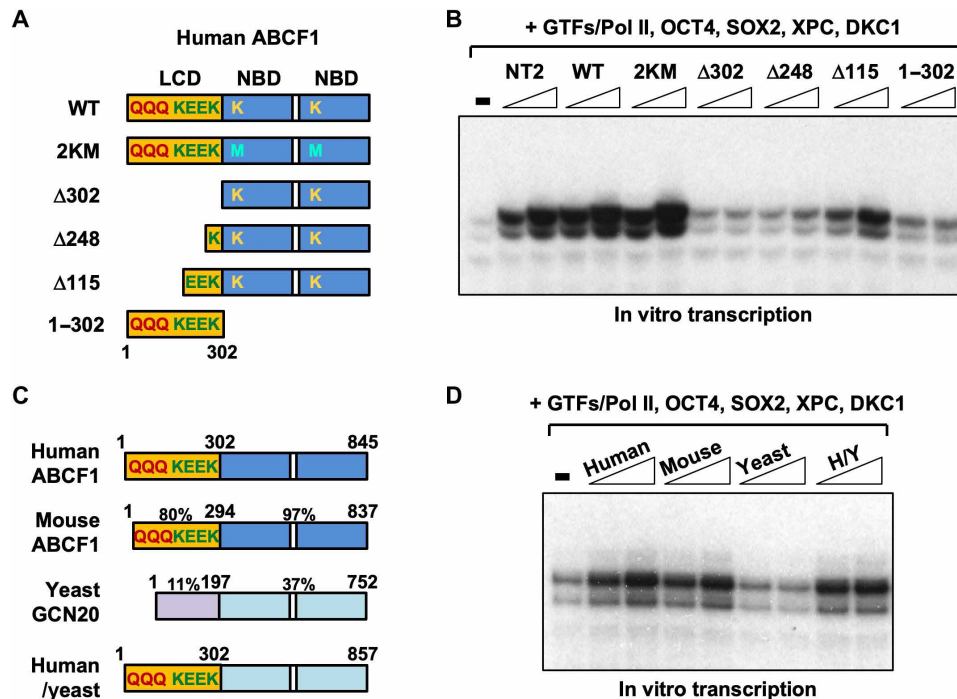 A
Human ABCF1
LCD NBD NBD
WT QQQ KEEK K K
2KM QQQ KEEK M M
Δ302 K K
Δ248 K K K
Δ115 EEK K K
1–302 QQQ KEEK
1 302
B
+ GTFs/Pol II, OCT4, SOX2, XPC, DKC1
NT2 WT 2KM Δ302 Δ248 Δ115 1–302
-
In vitro transcription
C
1 302 845
Human
ABCF1 QQQ KEEK
1 80% 294 97% 837
Mouse
ABCF1 QQQKEEK
1 11% 197 37% 752
Yeast
GCN20
1 302 857
Human
/yeast QQQ KEEK
D
+ GTFs/Pol II, OCT4, SOX2, XPC, DKC1
- Human Mouse Yeast H/Y
In vitro transcription